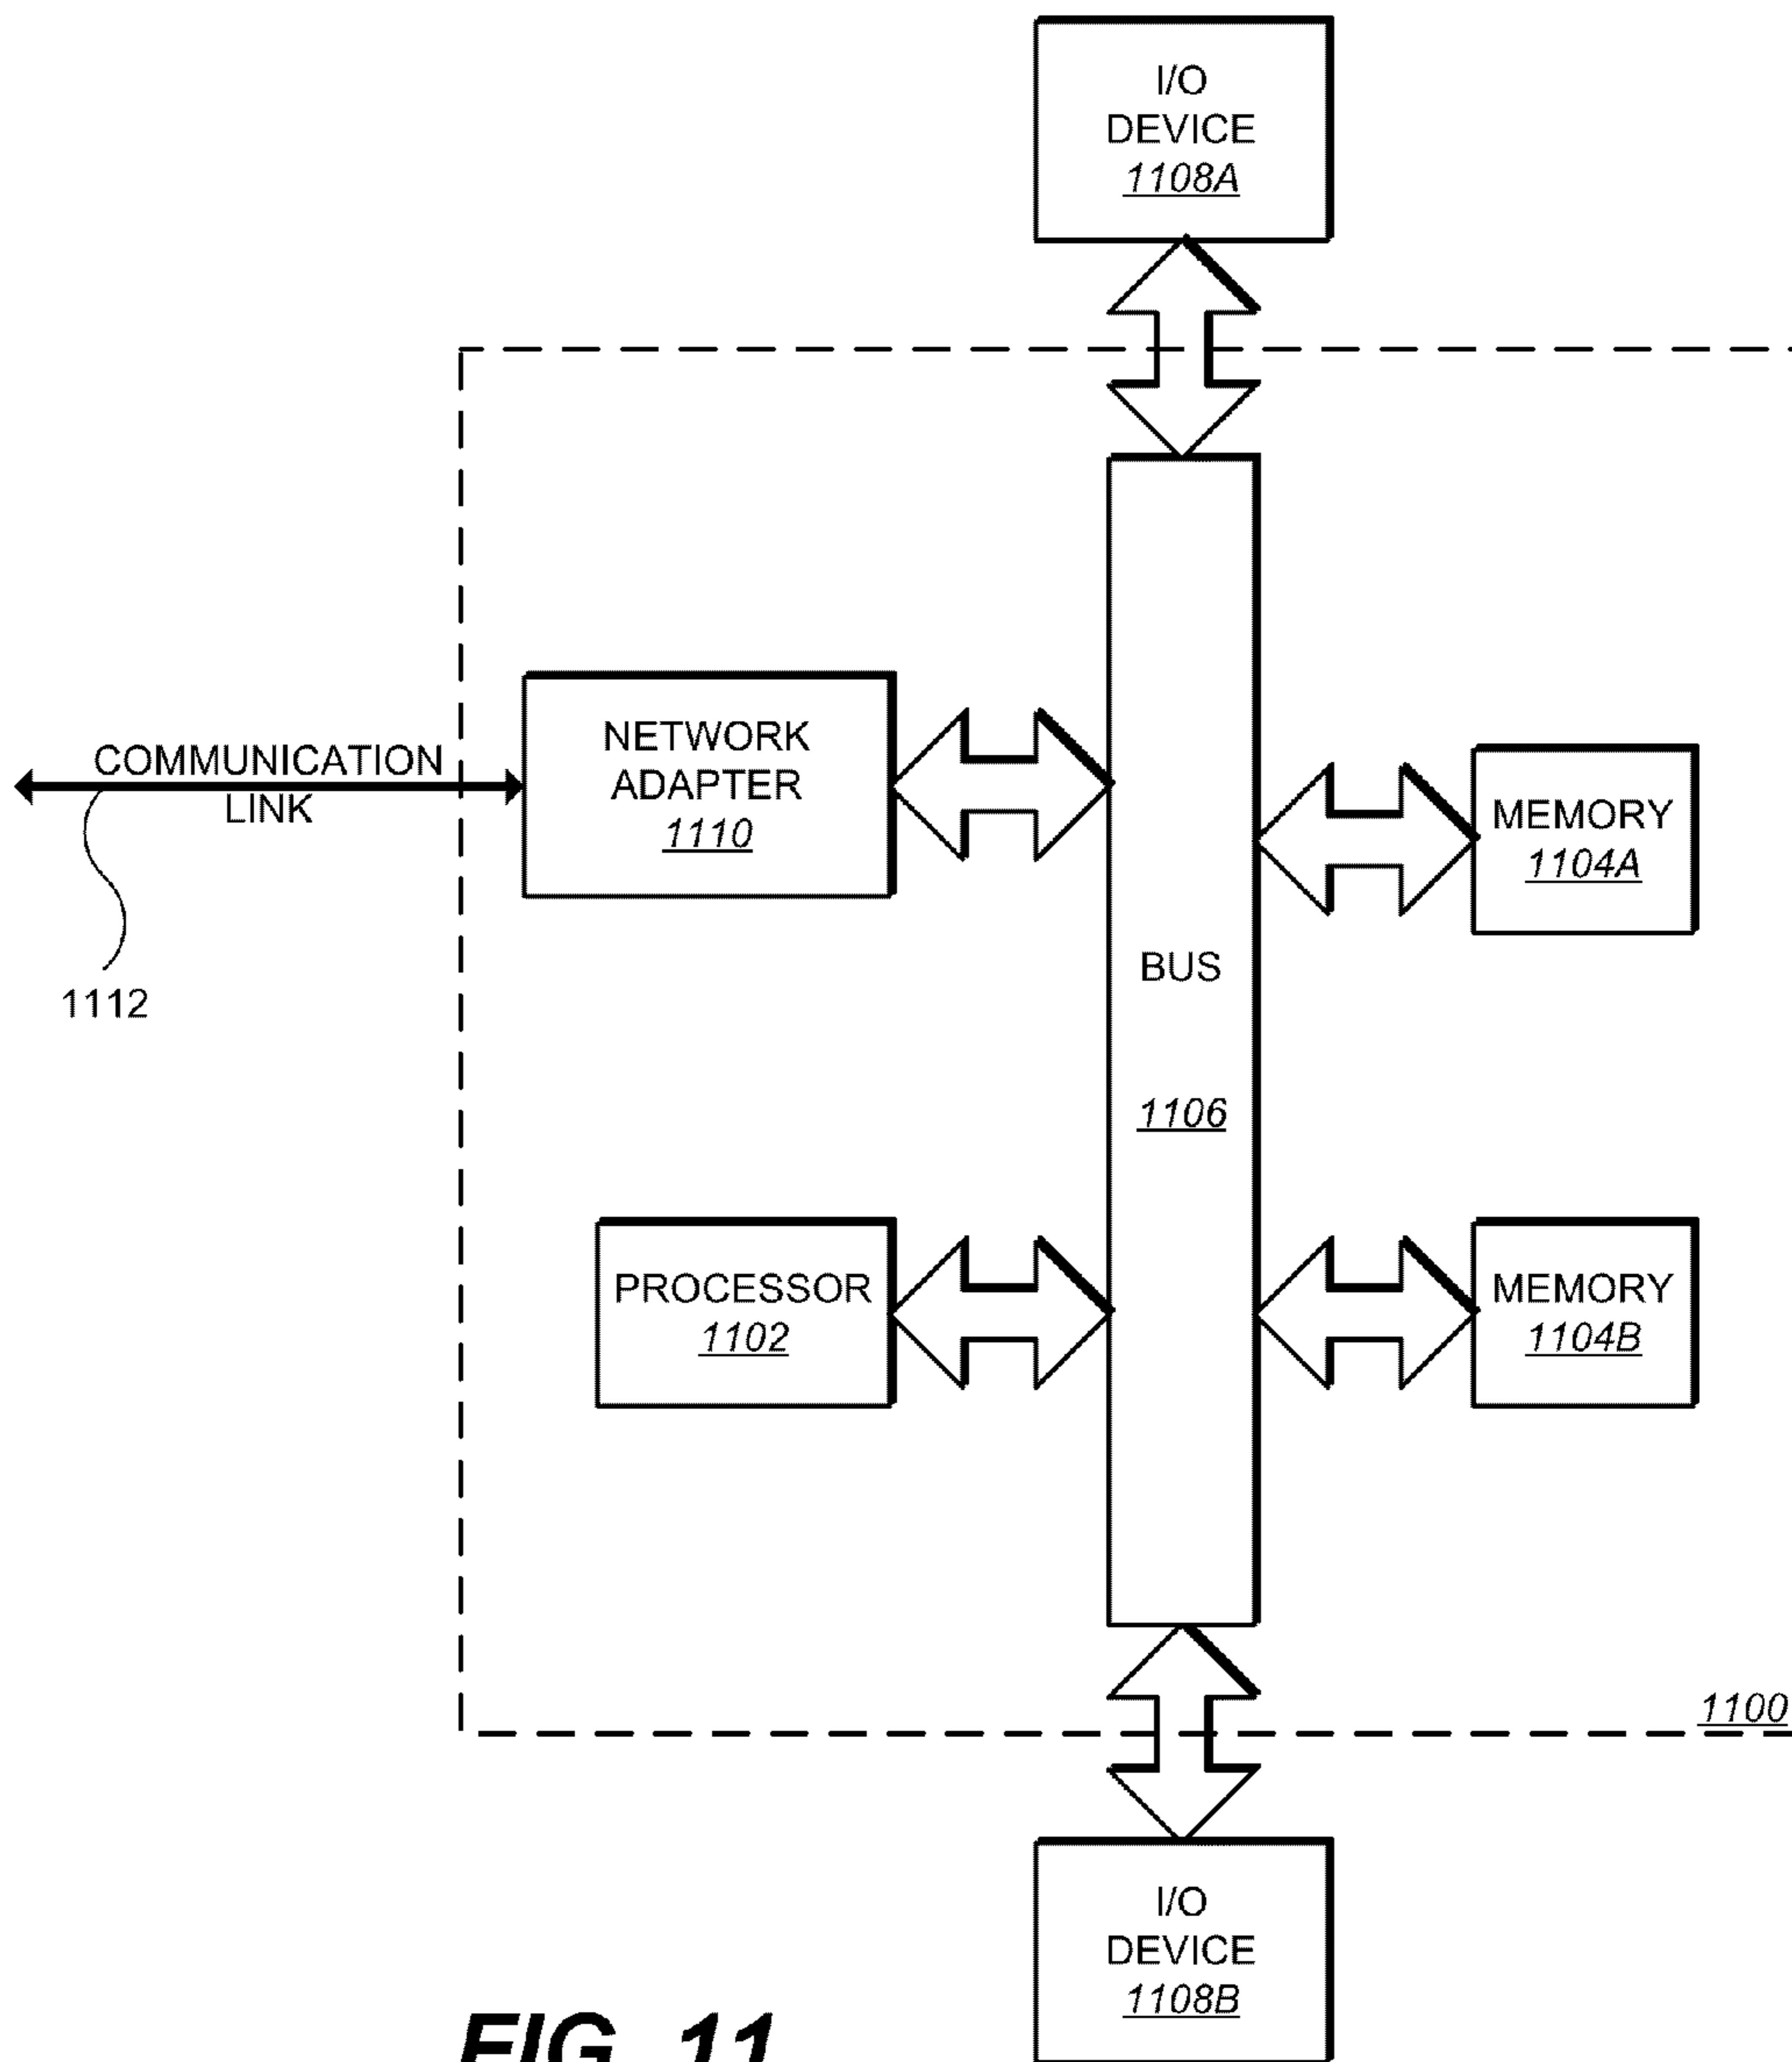 I/O
DEVICE
1108A
NETWORK
ADAPTER
1110
COMMUNICATION
LINK
1112
MEMORY
1104A
BUS
1106
PROCESSOR
1102
MEMORY
1104B
1100
I/O
DEVICE
1108B
FIG. 11